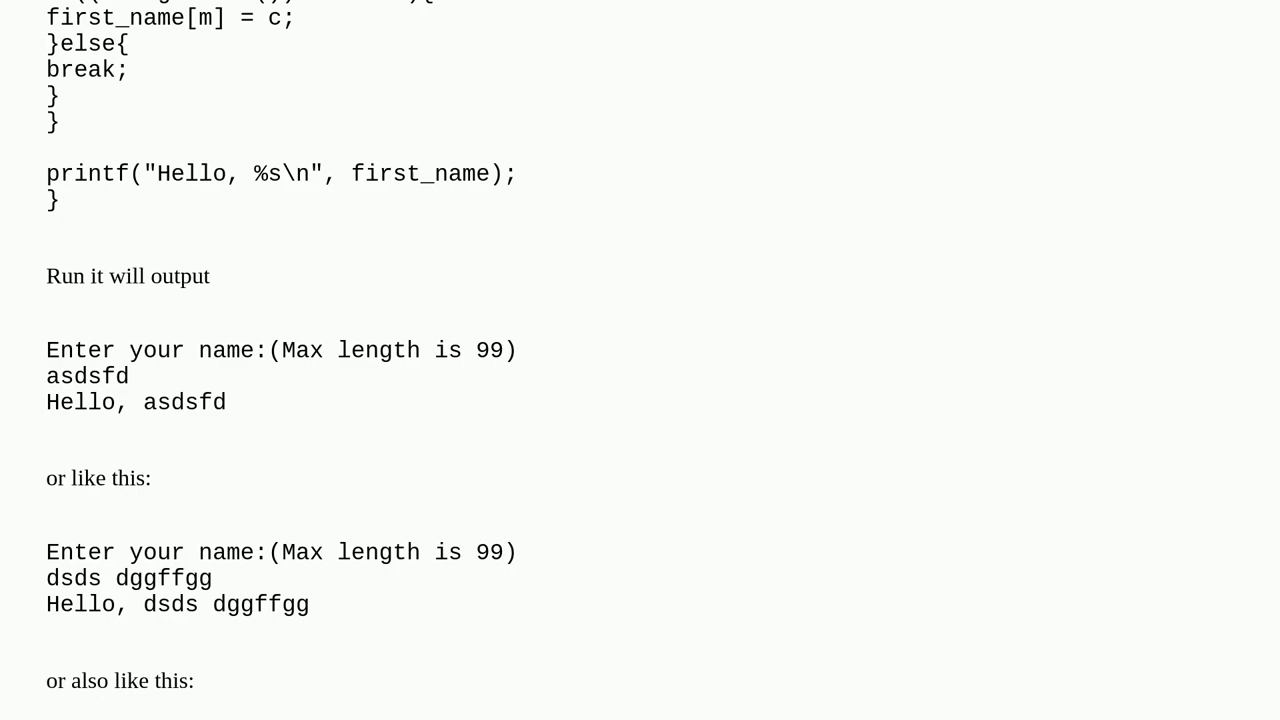 first_name[m] = c;
}else{
break;
}
}
printf("Hello, %s\n", first_name);
}
Run it will output
Enter your name:(Max length is 99)
asdsfd
Hello, asdsfd
or like this:
Enter your name:(Max length is 99)
dsds dggffgg
Hello, dsds dggffgg
or also like this: